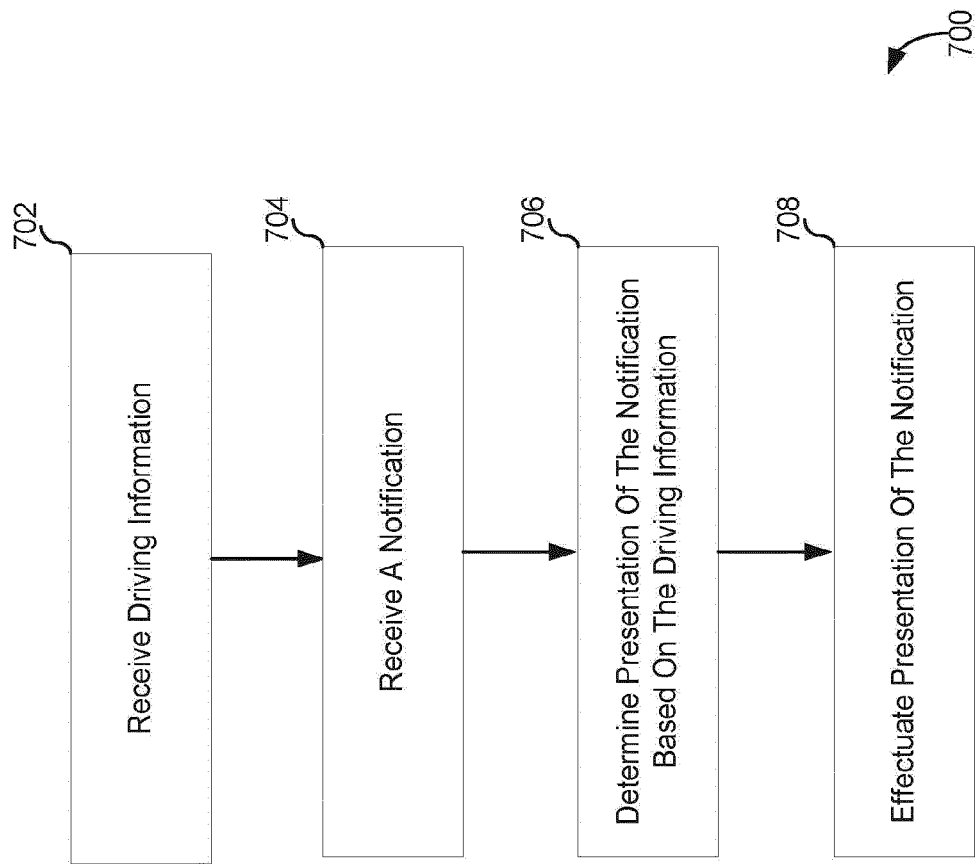 700
702
Receive Driving Information
704
Receive A Notification
706
Determine Presentation Of The Notification
Based On The Driving Information
708
Effectuate Presentation Of The Notification